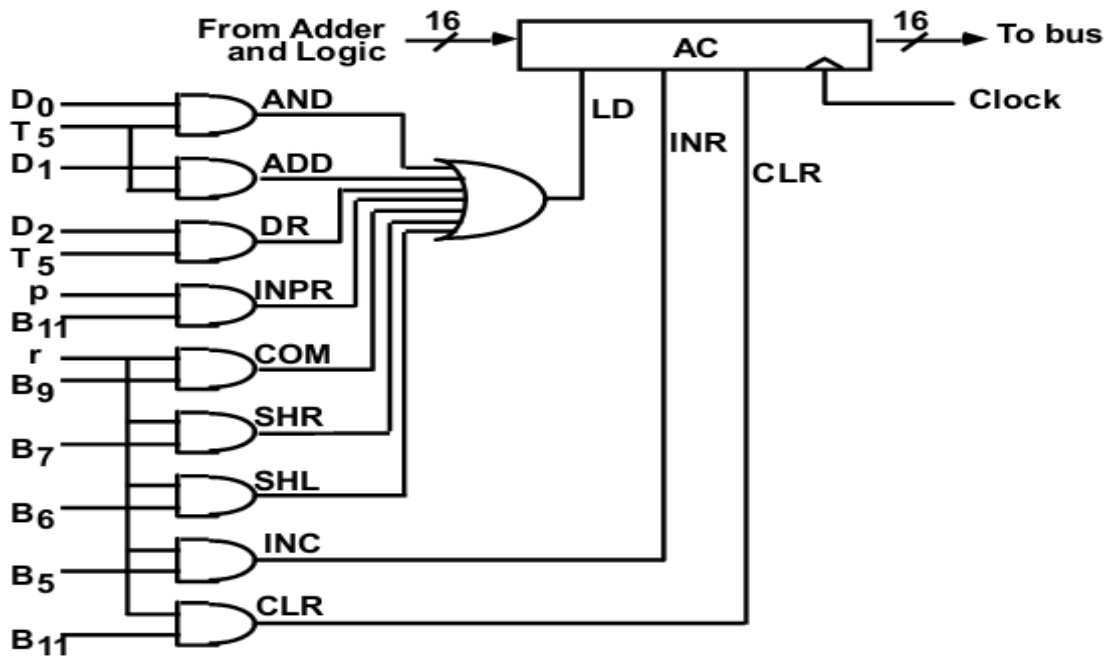 From Adder
and Logic
16
AC
16
To bus
Clock
LD
INR
CLR
D0
T5
AND
D1
ADD
D2
T5
DR
p
B11
INPR
r
B9
COM
B7
SHR
B6
SHL
B5
INC
B11
CLR